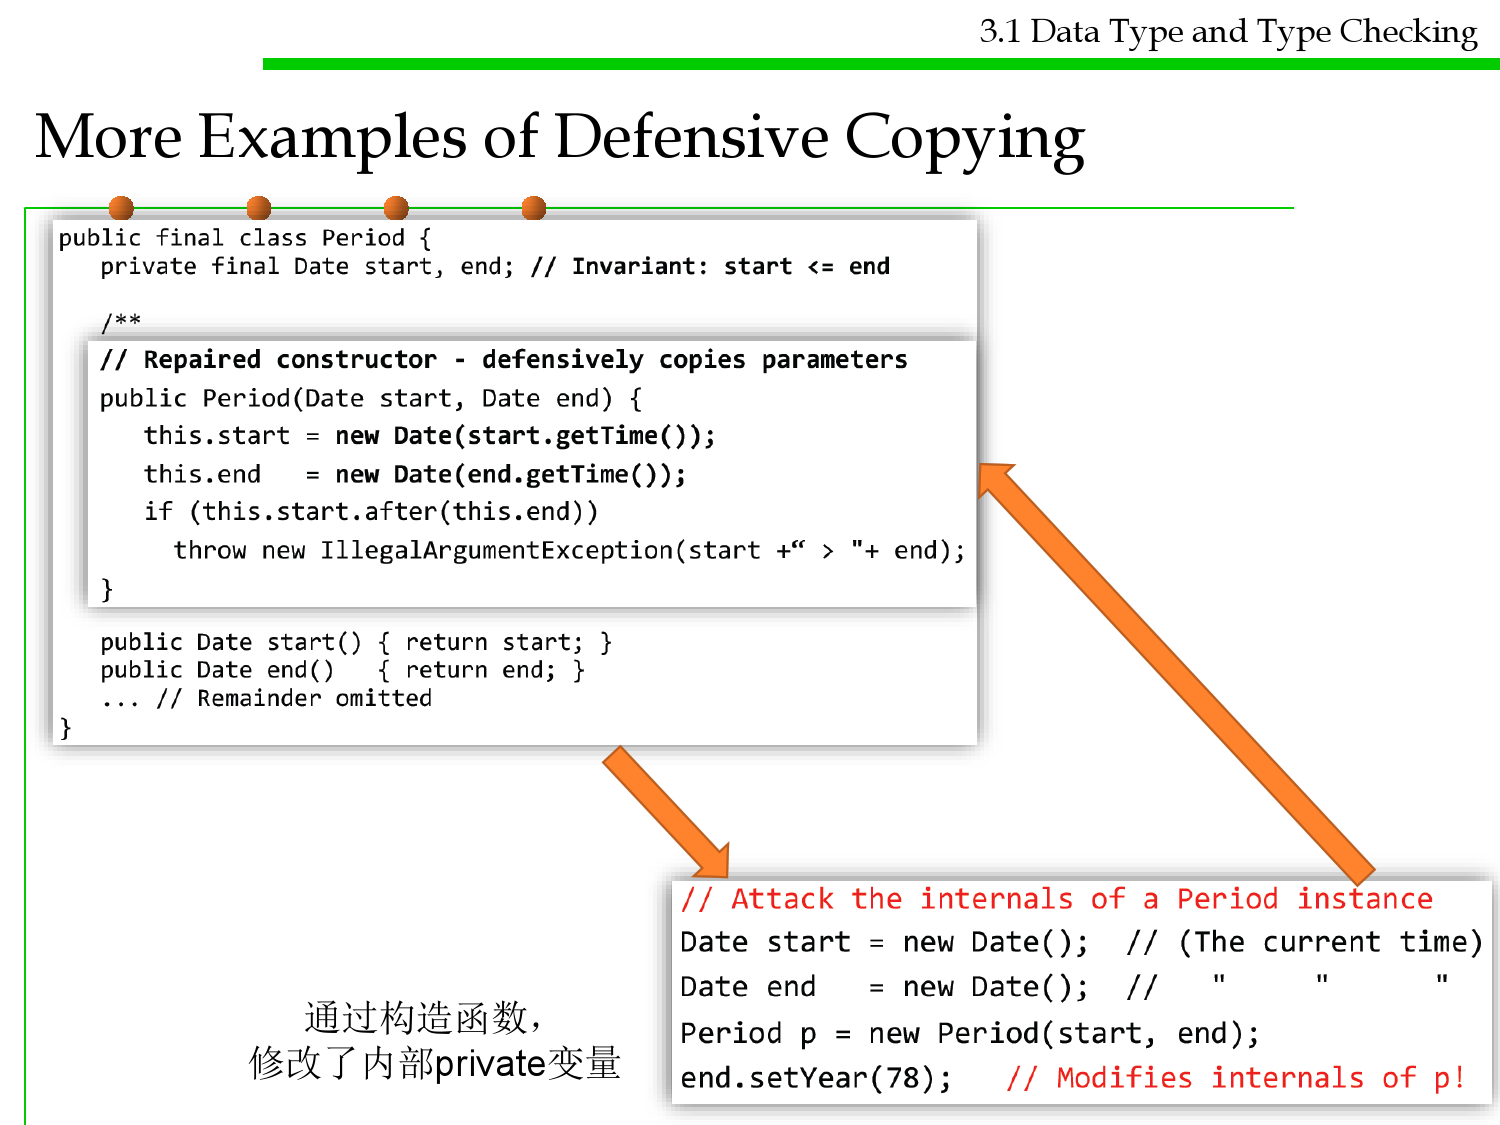 3.1 Data Type and Type Checking
More Examples of Defensive Copying
public final class Period {
private final Date start, end; // Invariant: start <= end
/**
// Repaired constructor - defensively copies parameters
public Period(Date start, Date end) {
this.start = new Date(start.getTime());
this.end = new Date(end.getTime());
if (this.start.after(this.end))
throw new IllegalArgumentException(start +“ > "+ end);
}
public Date start() { return start; }
public Date end() { return end; }
... // Remainder omitted
}
// Attack the internals of a Period instance
Date start = new Date(); // (The current time)
Date end = new Date(); // " " "
Period p = new Period(start, end);
end.setYear(78); // Modifies internals of p!
通过构造函数，
修改了内部private变量